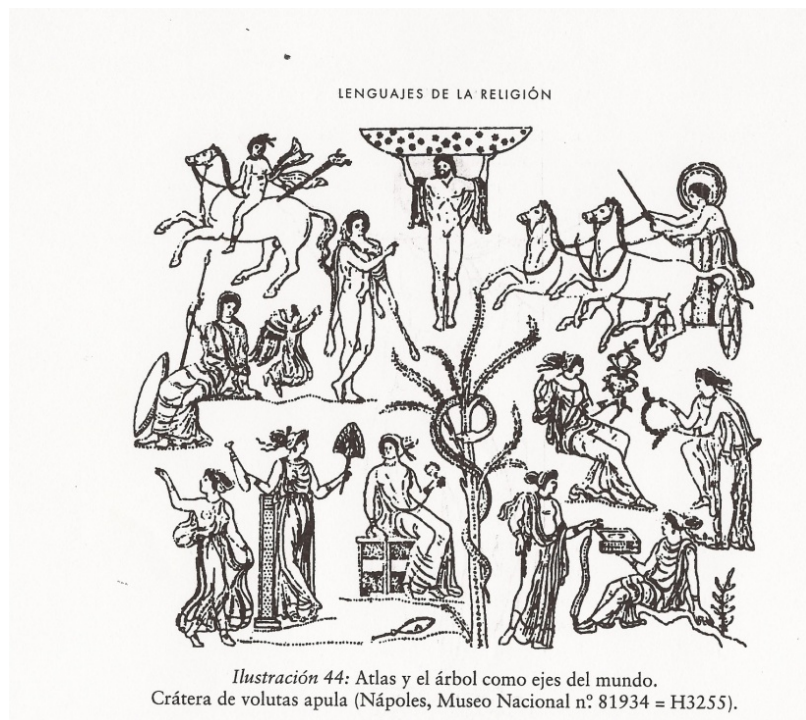 LENGUAJES DE LA RELIGIÓN
Ilustración 44: Atlas y el árbol como ejes del mundo.
Crátera de volutas apula (Nápoles, Museo Nacional n.º 81934 = H3255).